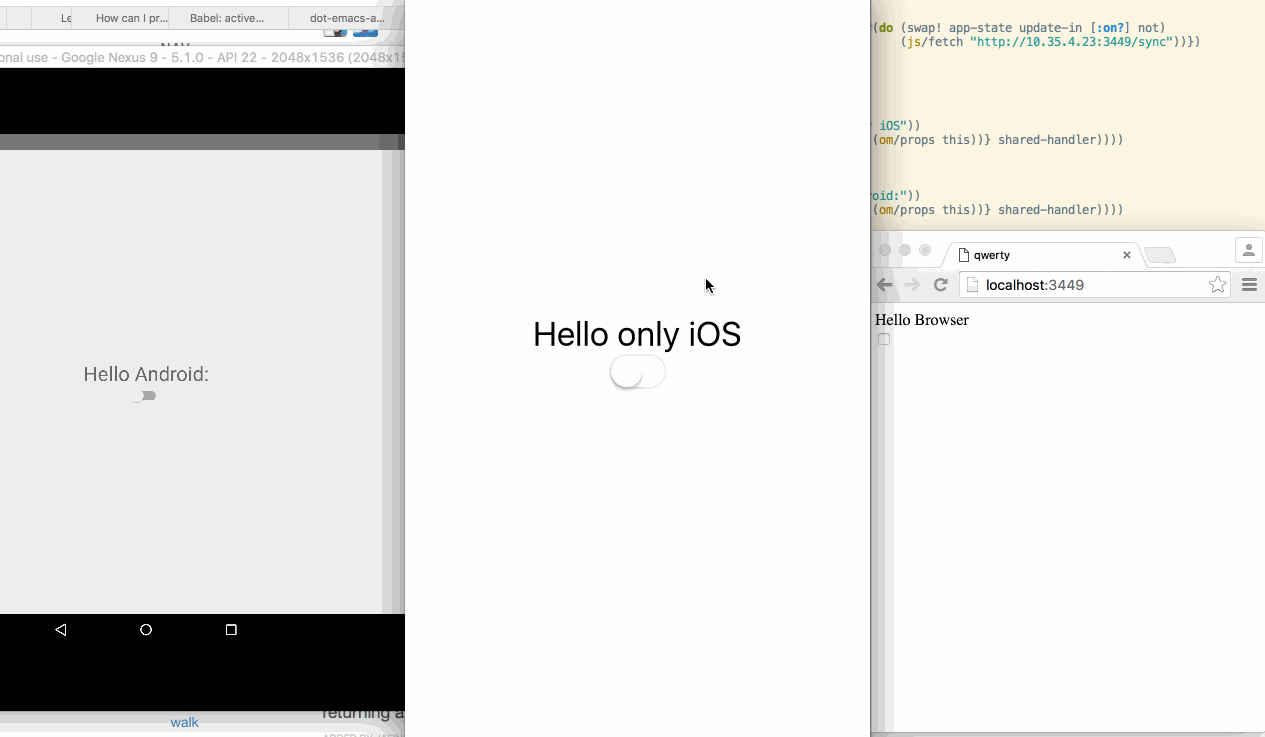 Le
How can I pr...
Babel: active...
dot-emacs-a...
onal use - Google Nexus 9 - 5.1.0 - API 22 - 2048x1536 (2048x15
Hello Android:
walk
returning a
Hello only iOS
(do (swap! app-state update-in [:on?] not)
(js/fetch "http://10.35.4.23:3449/sync"))})
iOS"))
(om/props this))} shared-handler))))
roid:"))
(om/props this))} shared-handler))))
qwerty
localhost:3449
Hello Browser